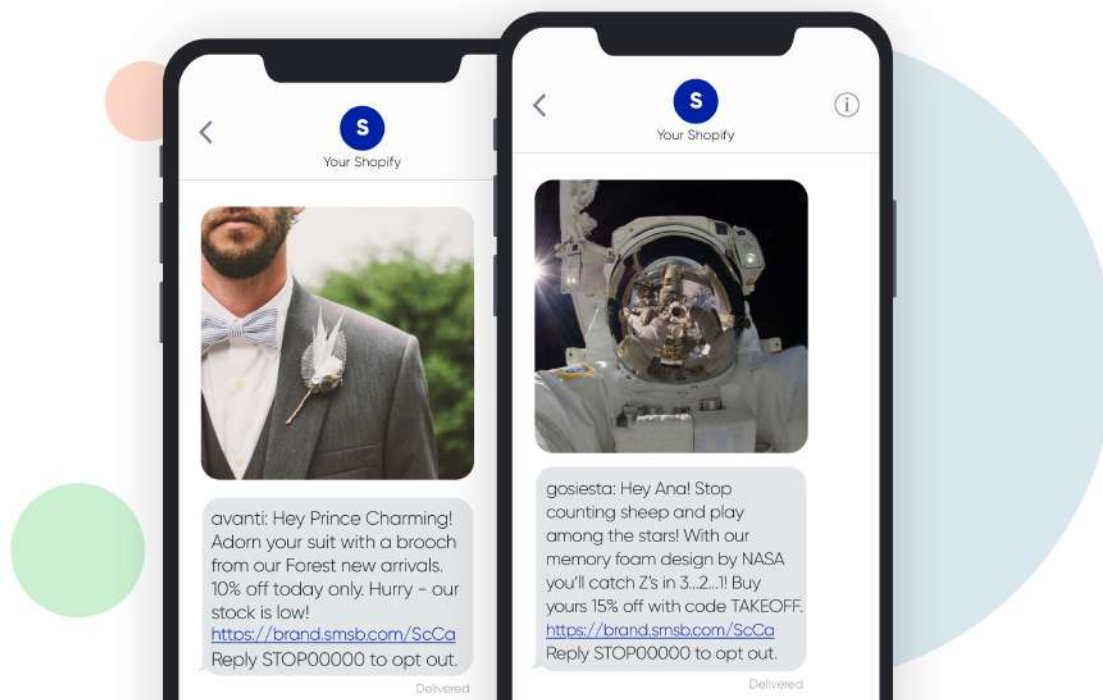 S
Your Shopify
avanti: Hey Prince Charming!
Adorn your suit with a brooch
from our Forest new arrivals.
10% off today only. Hurry - our
stock is low!
https://brand.smsb.com/ScCa
Reply STOP00000 to opt out.
Delivered
S
Your Shopify
i
gosiesta: Hey Ana! Stop
counting sheep and play
among the stars! With our
memory foam design by NASA
you'll catch Z's in 3...2...1! Buy
yours 15% off with code TAKEOFF.
https://brand.smsb.com/ScCa
Reply STOP00000 to opt out.
Delivered